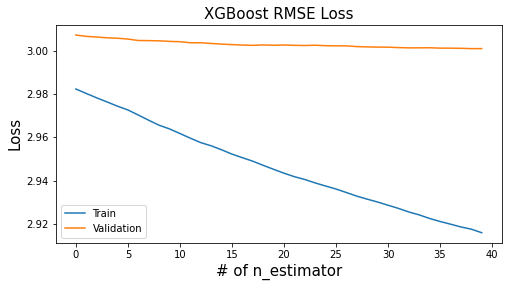 XGBoost RMSE Loss
Loss
3.00
2.98
2.96
2.94
2.92
Train
Validation
0 5 10 15 20 25 30 35 40
# of n_estimator